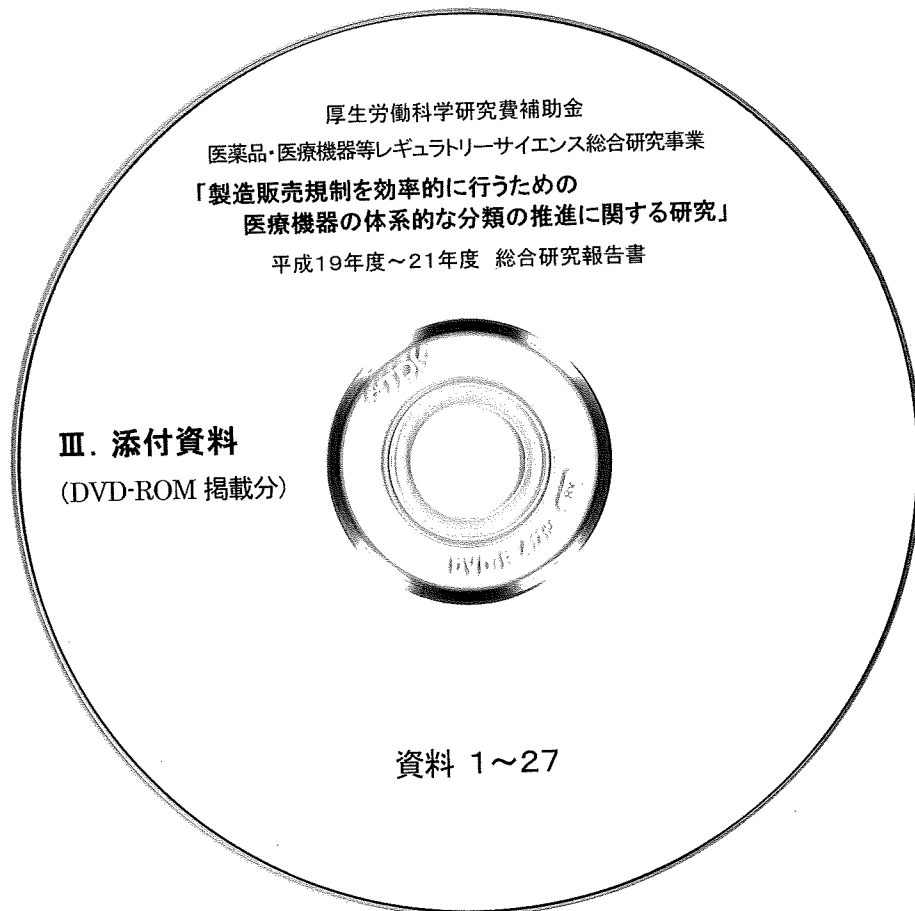 厚生労働科学研究費補助金
医薬品・医療機器等レギュラトリーサイエンス総合研究事業
「製造販売規制を効率的に行うための
医療機器の体系的な分類の推進に関する研究」
平成19年度～21年度 総合研究報告書
TDK
Ⅲ. 添付資料
(DVD-ROM 掲載分)
資料 1～27